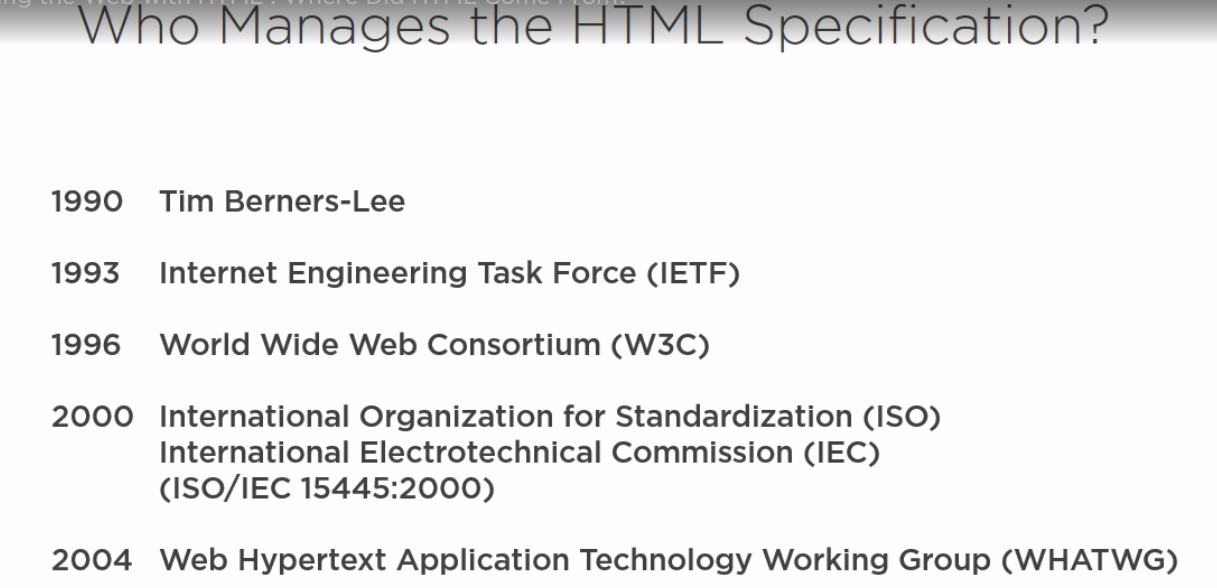 the Web with HTML : Where Did HTML Come From?
Who Manages the HTML Specification?
1990 Tim Berners-Lee
1993 Internet Engineering Task Force (IETF)
1996 World Wide Web Consortium (W3C)
2000 International Organization for Standardization (ISO)
International Electrotechnical Commission (IEC)
(ISO/IEC 15445:2000)
2004 Web Hypertext Application Technology Working Group (WHATWG)